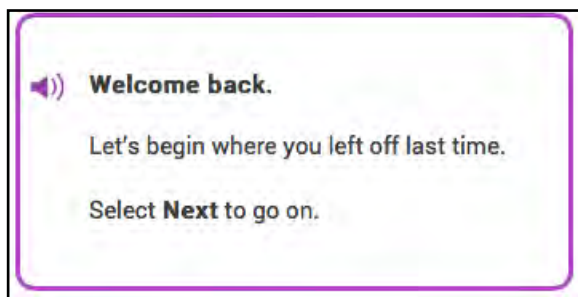 Welcome back.
Let's begin where you left off last time.
Select Next to go on.